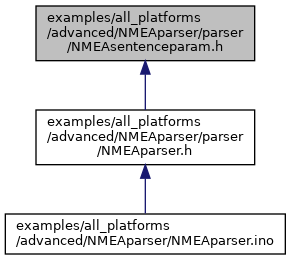 examples/all_platforms
/advanced/NMEAparser/parser
/NMEAsentenceparam.h
examples/all_platforms
/advanced/NMEAparser/parser
/NMEAparser.h
examples/all_platforms
/advanced/NMEAparser/NMEAparser.ino